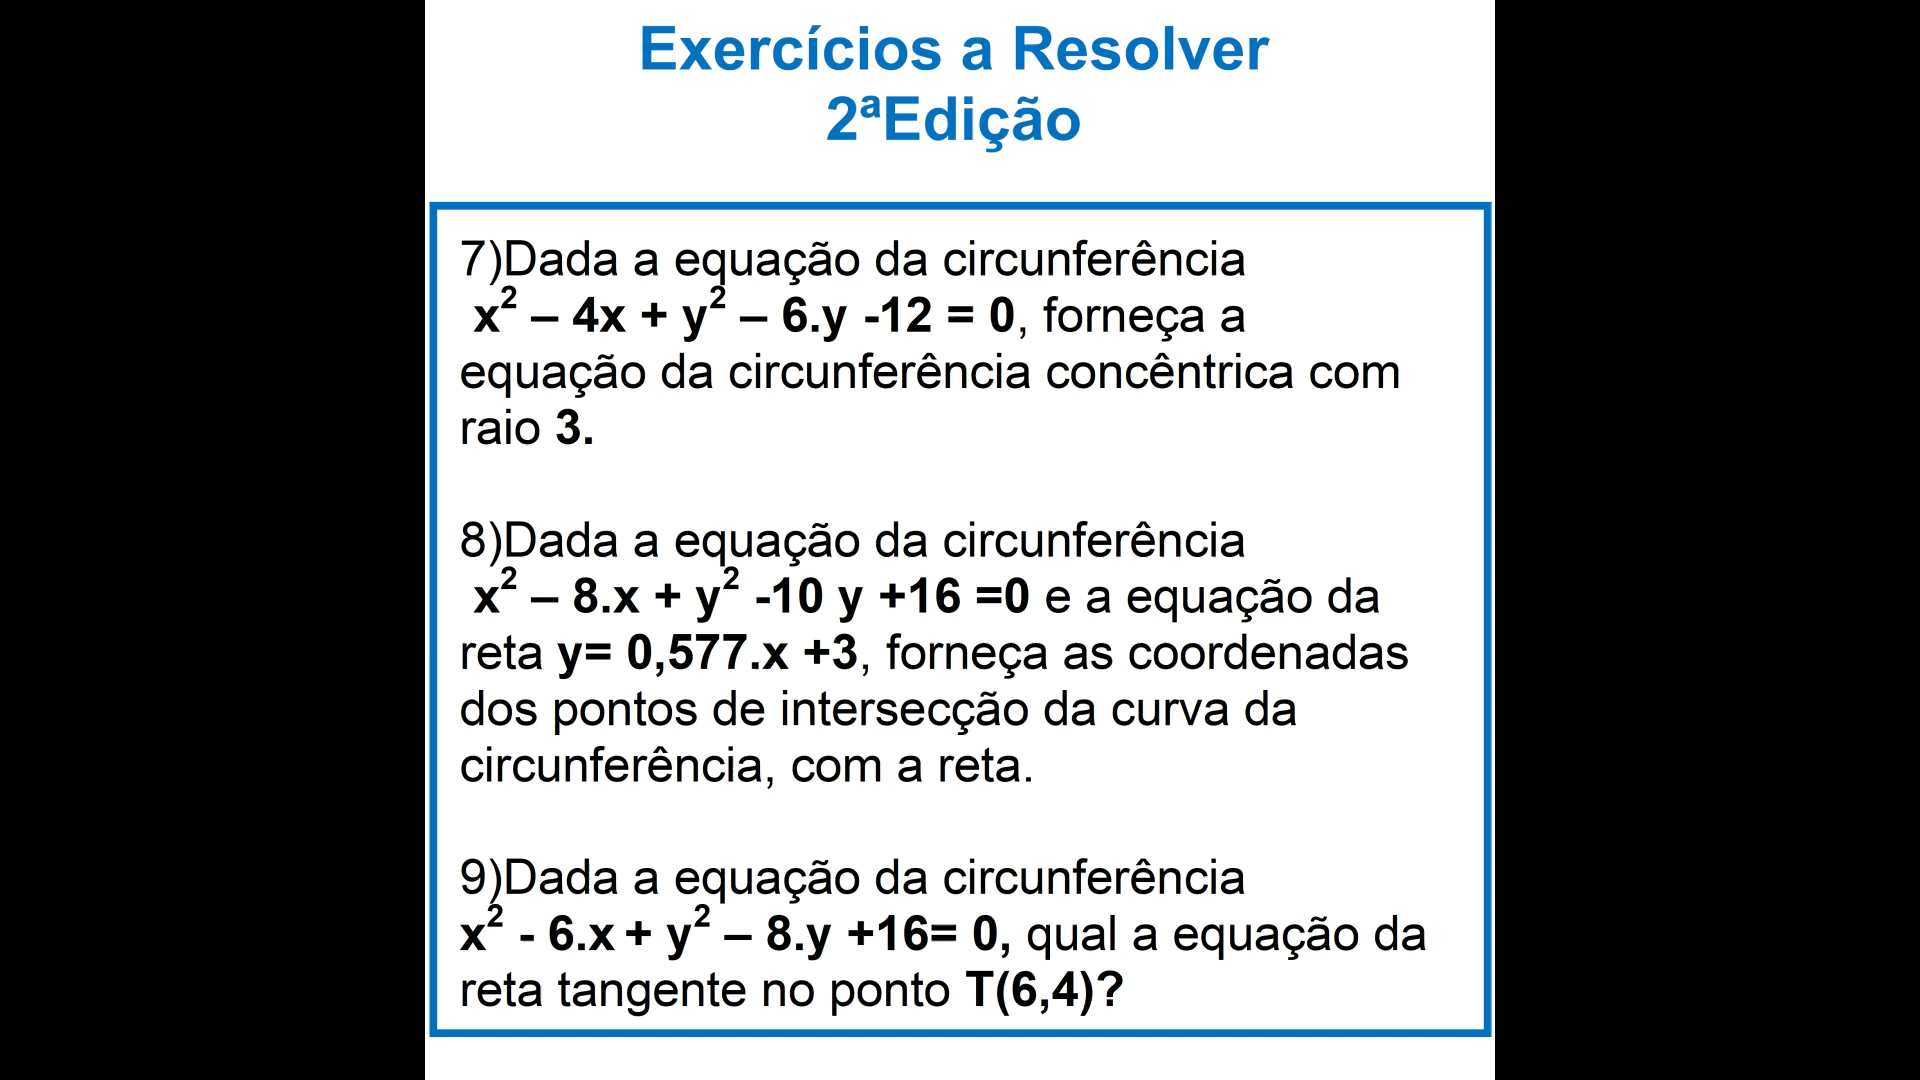 Exercícios a Resolver
2ªEdição
7)Dada a equação da circunferência
x² – 4x + y² – 6.y -12 = 0, forneça a
equação da circunferência concêntrica com
raio 3.
8)Dada a equação da circunferência
x² – 8.x + y² -10 y +16 =0 e a equação da
reta y= 0,577.x +3, forneça as coordenadas
dos pontos de intersecção da curva da
circunferência, com a reta.
9)Dada a equação da circunferência
x² - 6.x + y² – 8.y +16= 0, qual a equação da
reta tangente no ponto T(6,4)?